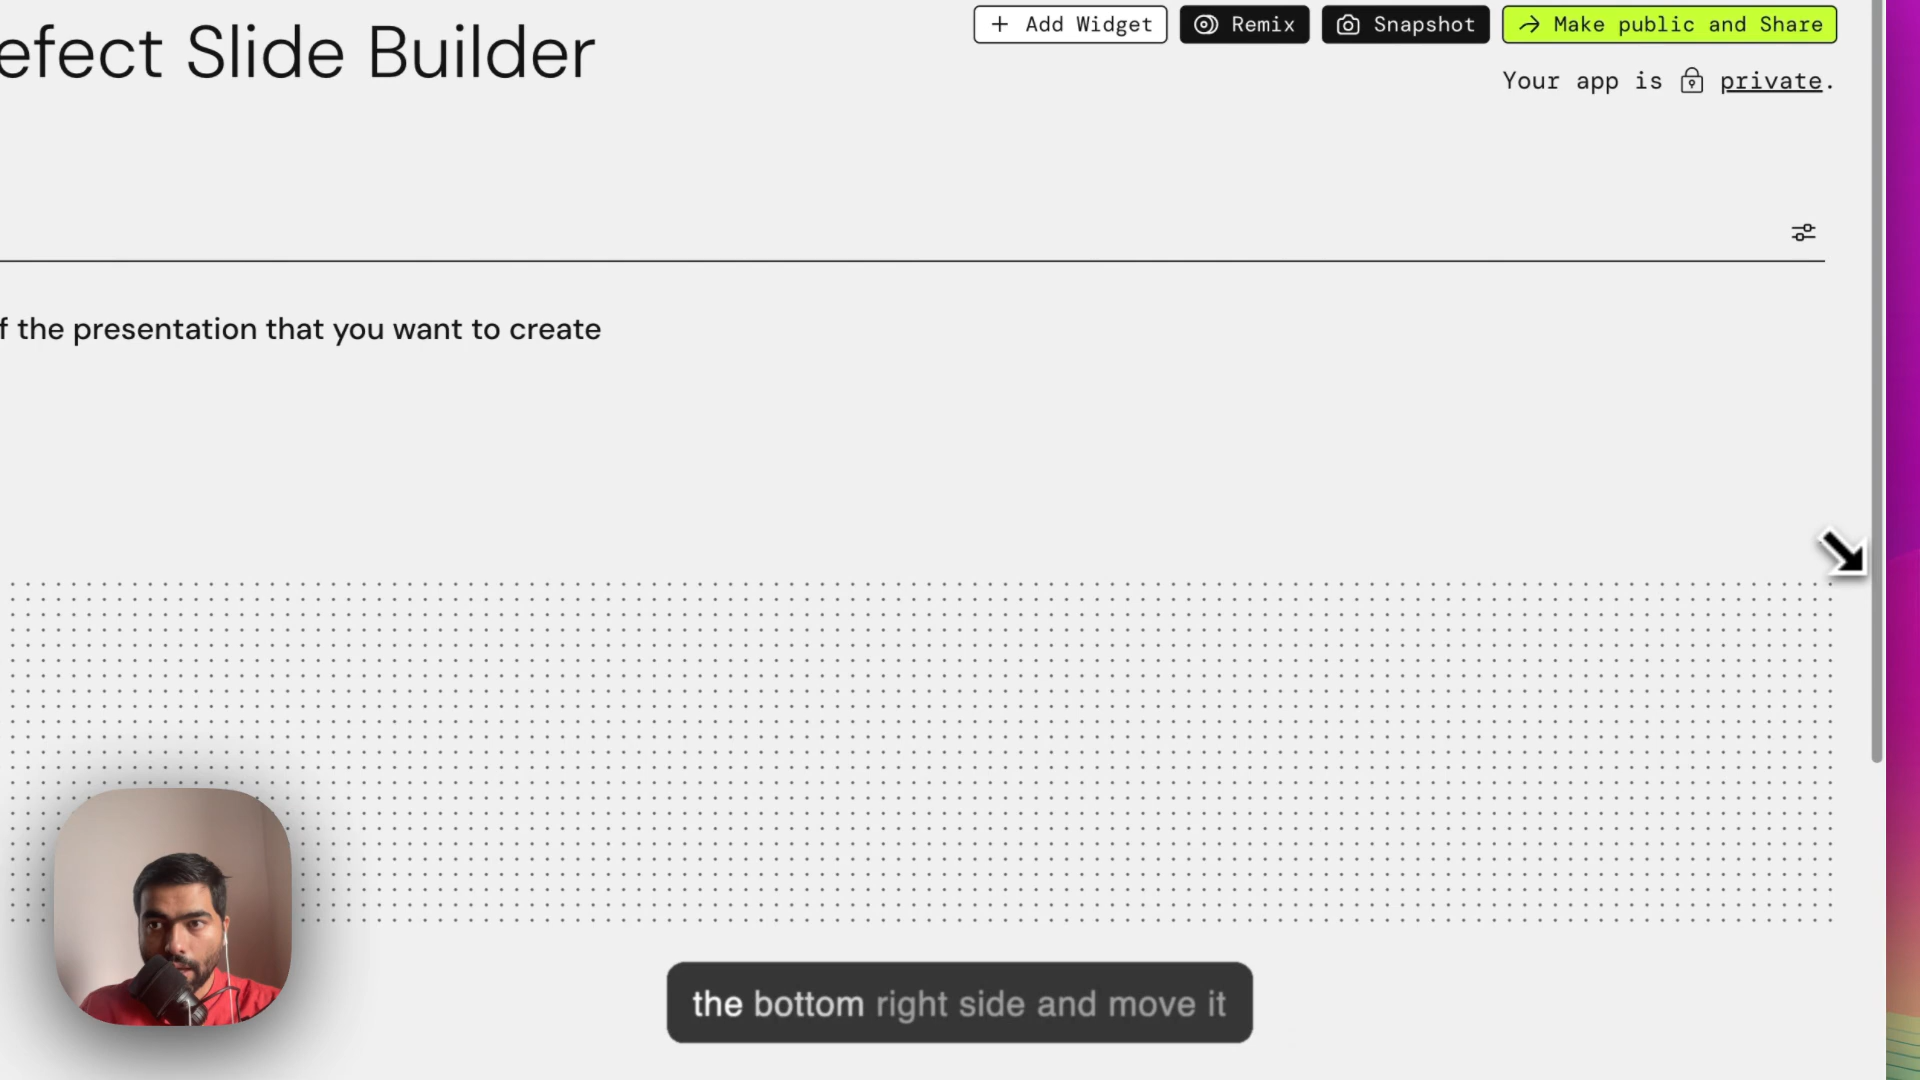 efect Slide Builder
+ Add Widget
Remix
Snapshot
Make public and Share
Your app is private.
f the presentation that you want to create
the bottom right side and move it